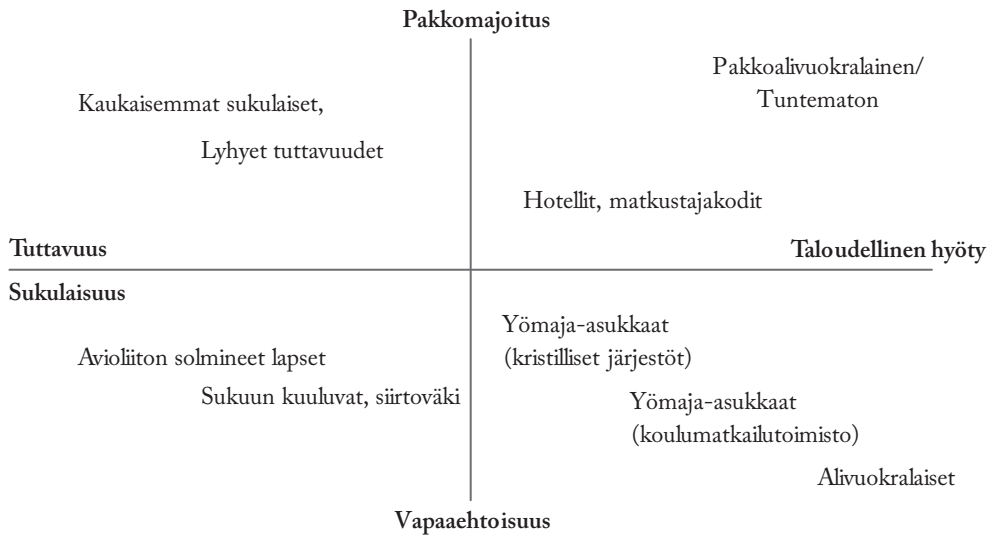 Pakkomajoitus
Pakkoalivuokralainen/
Tuntematon
Kaukaisemmat sukulaiset,
Lyhyet tuttavuudet
Hotellit, matkustajakodit
Tuttavuus
Taloudellinen hyöty
Sukulaisuus
Yömaja-asukkaat
(kristilliset järjestöt)
Avioliiton solmineet lapset
Sukuun kuuluvat, siirtoväki
Yömaja-asukkaat
(koulumatkailutoimisto)
Alivuokralaiset
Vapaaehtoisuus